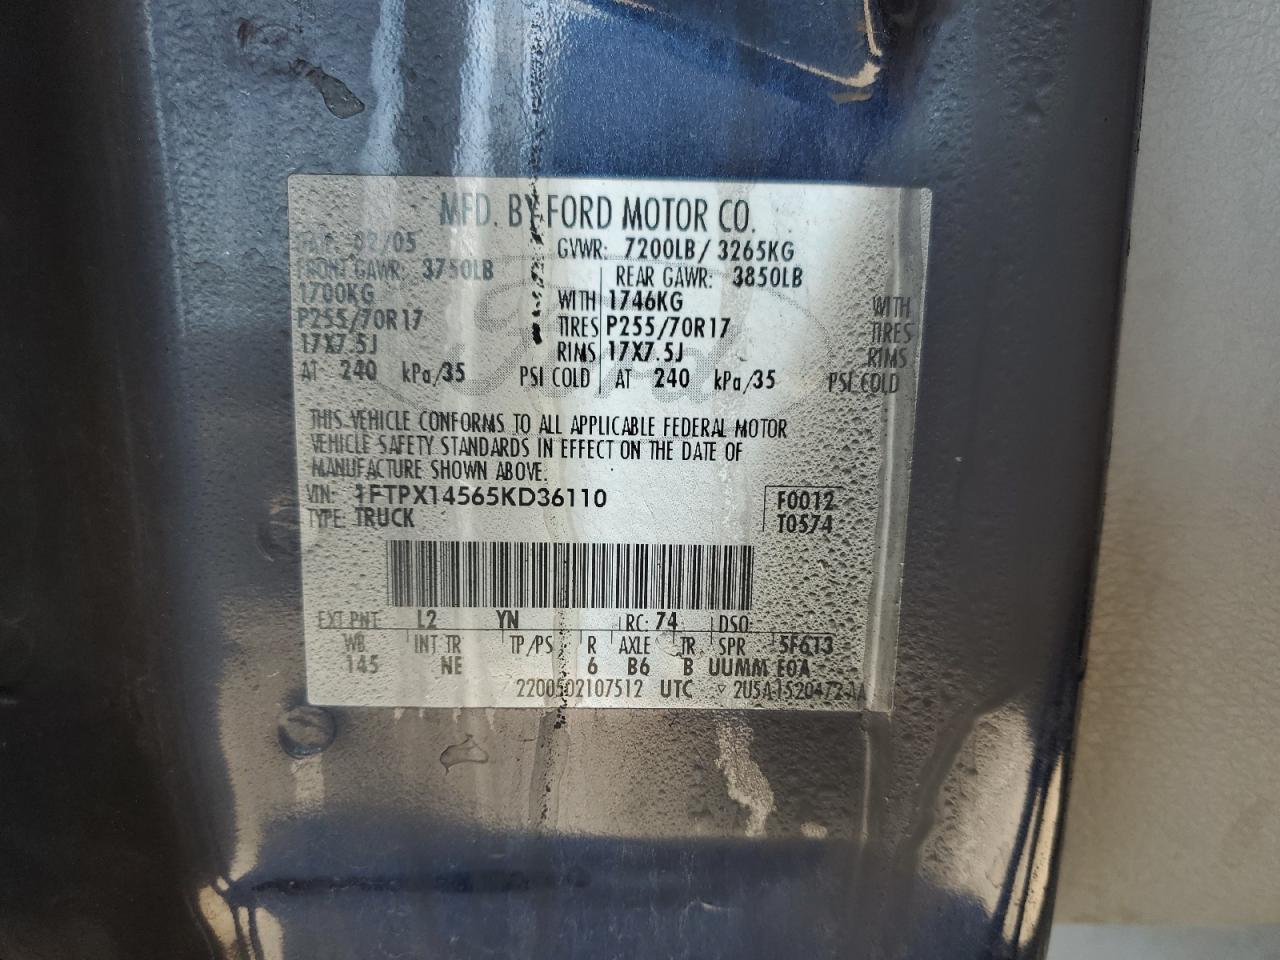 MFD. BY FORD MOTOR CO.
02/05 GVWR: 7200LB/ 3265KG
FRONT GAWR: 3750LB REAR GAWR: 3850LB
1700KG WITH 1746KG WITH
P255/70R17 TIRES P255/70R17 TIRES
17X7.5J RIMS 17X7.5J RIMS
AT 240 kPa/35 PSI COLD AT 240 kPa/35 PSI COLD
Ford
THIS VEHICLE CONFORMS TO ALL APPLICABLE FEDERAL MOTOR
VEHICLE SAFETY STANDARDS IN EFFECT ON THE DATE OF
MANUFACTURE SHOWN ABOVE.
VIN: 1FTPX14565KD36110 F0012
TYPE: TRUCK T0574
EXT PNT: L2 YN RC: 74 DSO:
WB INT TR TP/PS R AXLE TR SPR 5F6T3
145 NE 6 B6 B UUMM EOA
2200502107512 UTC ▽ 2U5A1520472AA